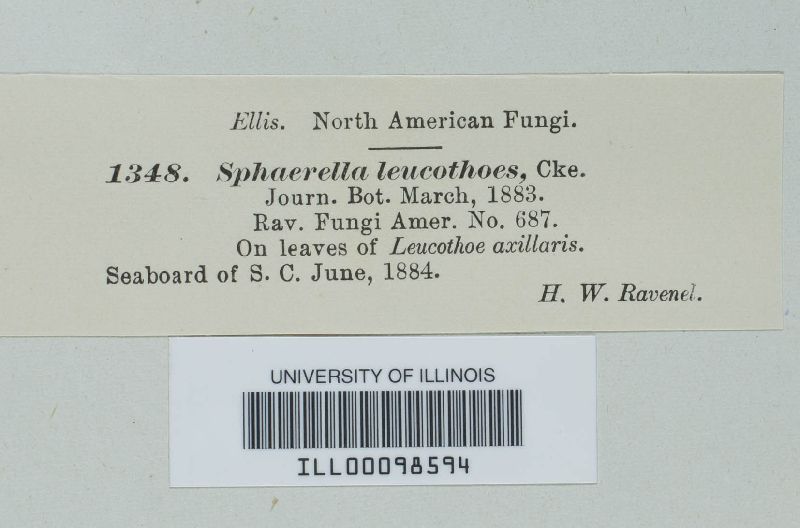 Ellis. North American Fungi.
1348. Sphaerella leucothoes, Cke.
Journ. Bot. March, 1883.
Rav. Fungi Amer. No. 687.
On leaves of Leucothoe axillaris.
Seaboard of S. C. June, 1884.
H. W. Ravenel.
UNIVERSITY OF ILLINOIS
ILL00098594